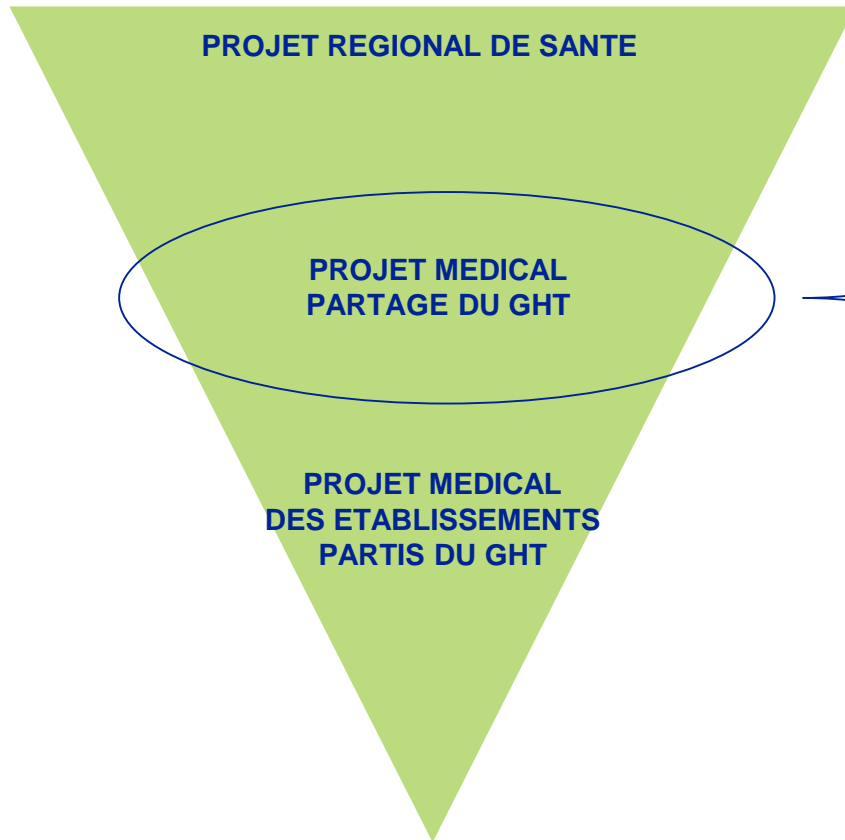 PROJET REGIONAL DE SANTE
PROJET MEDICAL
PARTAGE DU GHT
PROJET MEDICAL
DES ETABLISSEMENTS
PARTIS DU GHT